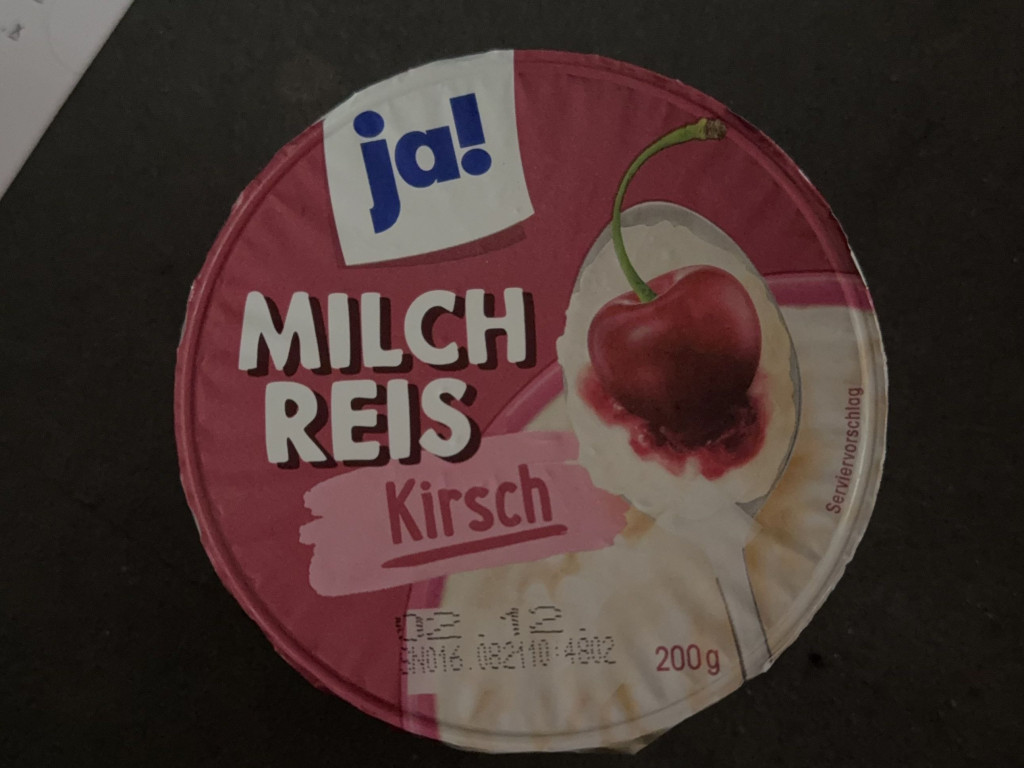 ja!
MILCH
REIS
Kirsch
Serviervorschlag
02.12.
200g